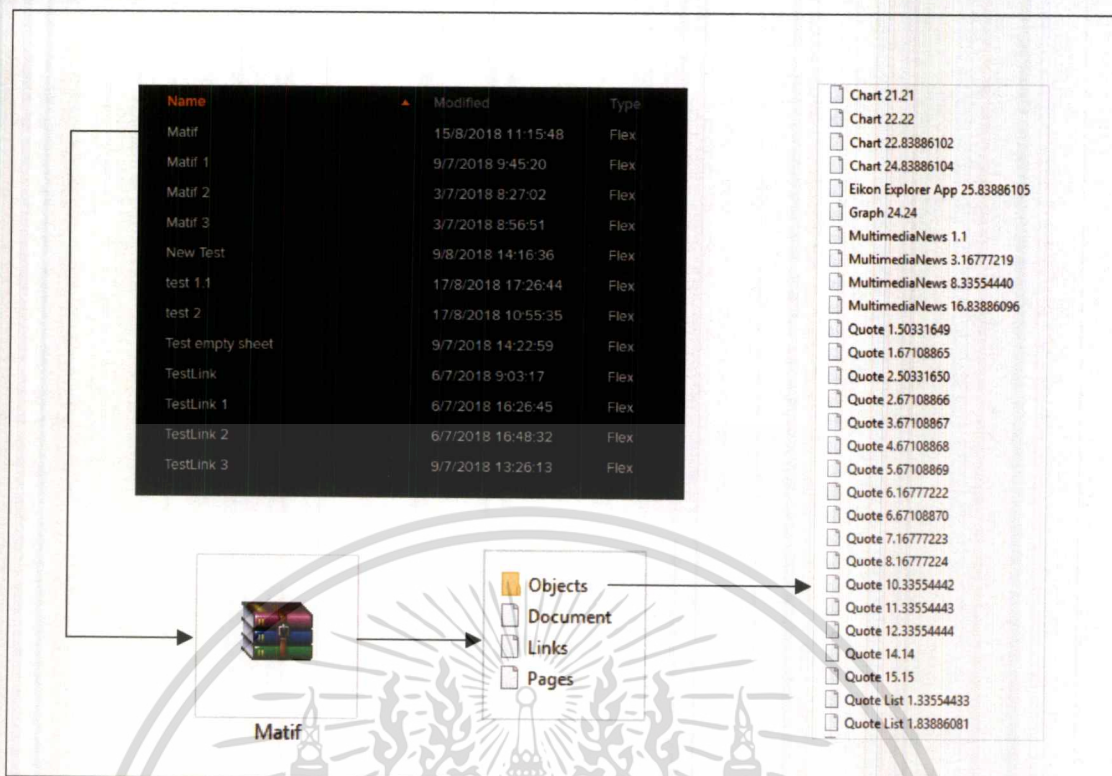 Name Modified Type
Matif 15/8/2018 11:15:48 Flex
Matif 1 9/7/2018 9:45:20 Flex
Matif 2 3/7/2018 8:27:02 Flex
Matif 3 3/7/2018 8:56:51 Flex
New Test 9/8/2018 14:16:36 Flex
test 1.1 17/8/2018 17:26:44 Flex
test 2 17/8/2018 10:55:35 Flex
Test empty sheet 9/7/2018 14:22:59 Flex
TestLink 6/7/2018 9:03:17 Flex
TestLink 1 6/7/2018 16:26:45 Flex
TestLink 2 6/7/2018 16:48:32 Flex
TestLink 3 9/7/2018 13:26:13 Flex
Matif
Objects
Document
Links
Pages
Chart 21.21
Chart 22.22
Chart 22.83886102
Chart 24.83886104
Eikon Explorer App 25.83886105
Graph 24.24
MultimediaNews 1.1
MultimediaNews 3.16777219
MultimediaNews 8.33554440
MultimediaNews 16.83886096
Quote 1.50331649
Quote 1.67108865
Quote 2.50331650
Quote 2.67108866
Quote 3.67108867
Quote 4.67108868
Quote 5.67108869
Quote 6.16777222
Quote 6.67108870
Quote 7.16777223
Quote 8.16777224
Quote 10.33554442
Quote 11.33554443
Quote 12.33554444
Quote 14.14
Quote 15.15
Quote List 1.33554433
Quote List 1.83886081